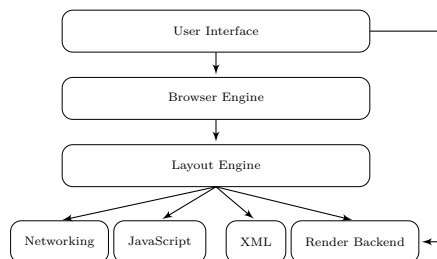 User Interface
Browser Engine
Layout Engine
Networking
JavaScript
XML
Render Backend